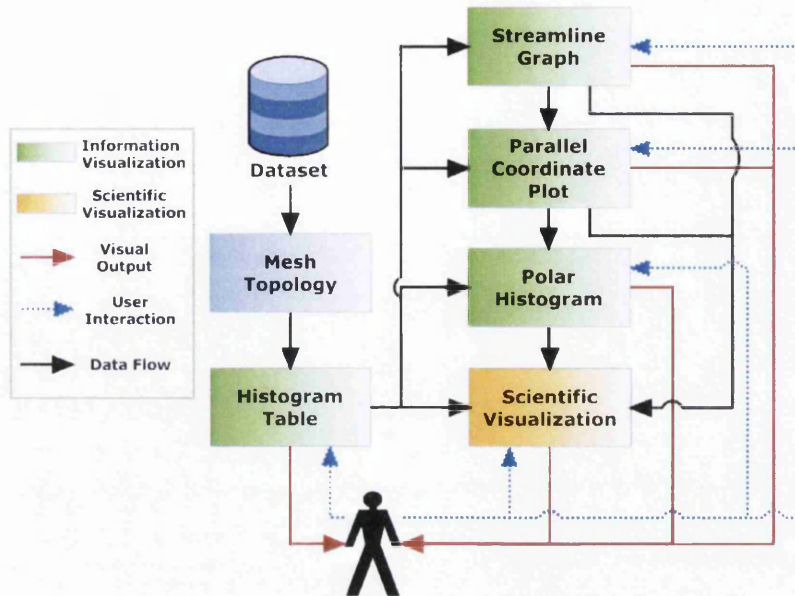 Streamline
Graph
Dataset
Information
Visualization
Scientific
Visualization
Visual
Output
User
Interaction
Data Flow
Parallel
Coordinate
Plot
Mesh
Topology
Polar
Histogram
Histogram
Table
Scientific
Visualization